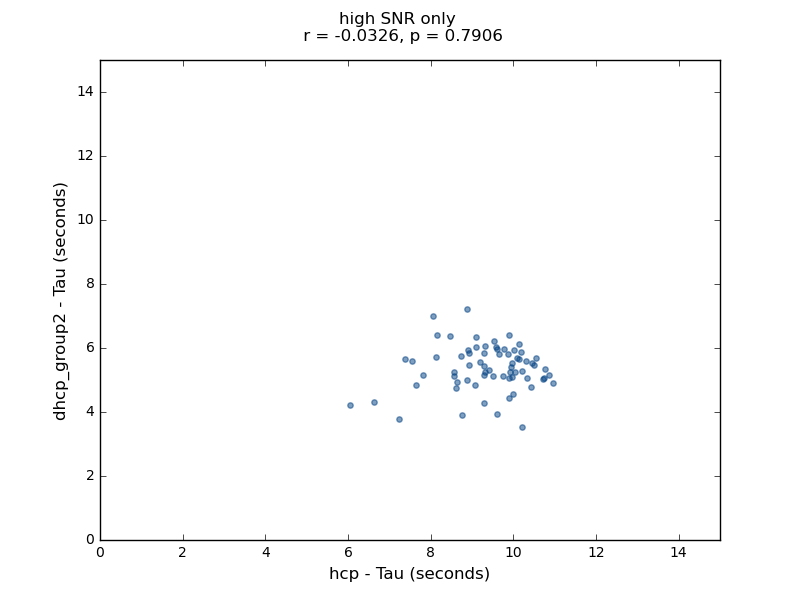 high SNR only
r = -0.0326, p = 0.7906
14
12
10
8
6
4
2
0
dhcp_group2 - Tau (seconds)
0 2 4 6 8 10 12 14
hcp - Tau (seconds)